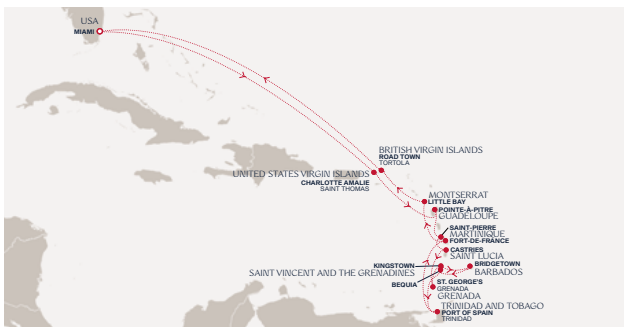 USA
MIAMI
BRITISH VIRGIN ISLANDS
ROAD TOWN
TORTOLA
UNITED STATES VIRGIN ISLANDS
CHARLOTTE AMALIE
SAINT THOMAS
MONTSERRAT
LITTLE BAY
POINTE-À-PITRE
GUADELOUPE
SAINT-PIERRE
MARTINIQUE
FORT-DE-FRANCE
CASTRIES
SAINT LUCIA
KINGSTOWN
SAINT VINCENT AND THE GRENADINES
BEQUIA
BRIDGETOWN
BARBADOS
ST. GEORGE'S
GRENADA
GRENADA
TRINIDAD AND TOBAGO
PORT OF SPAIN
TRINIDAD